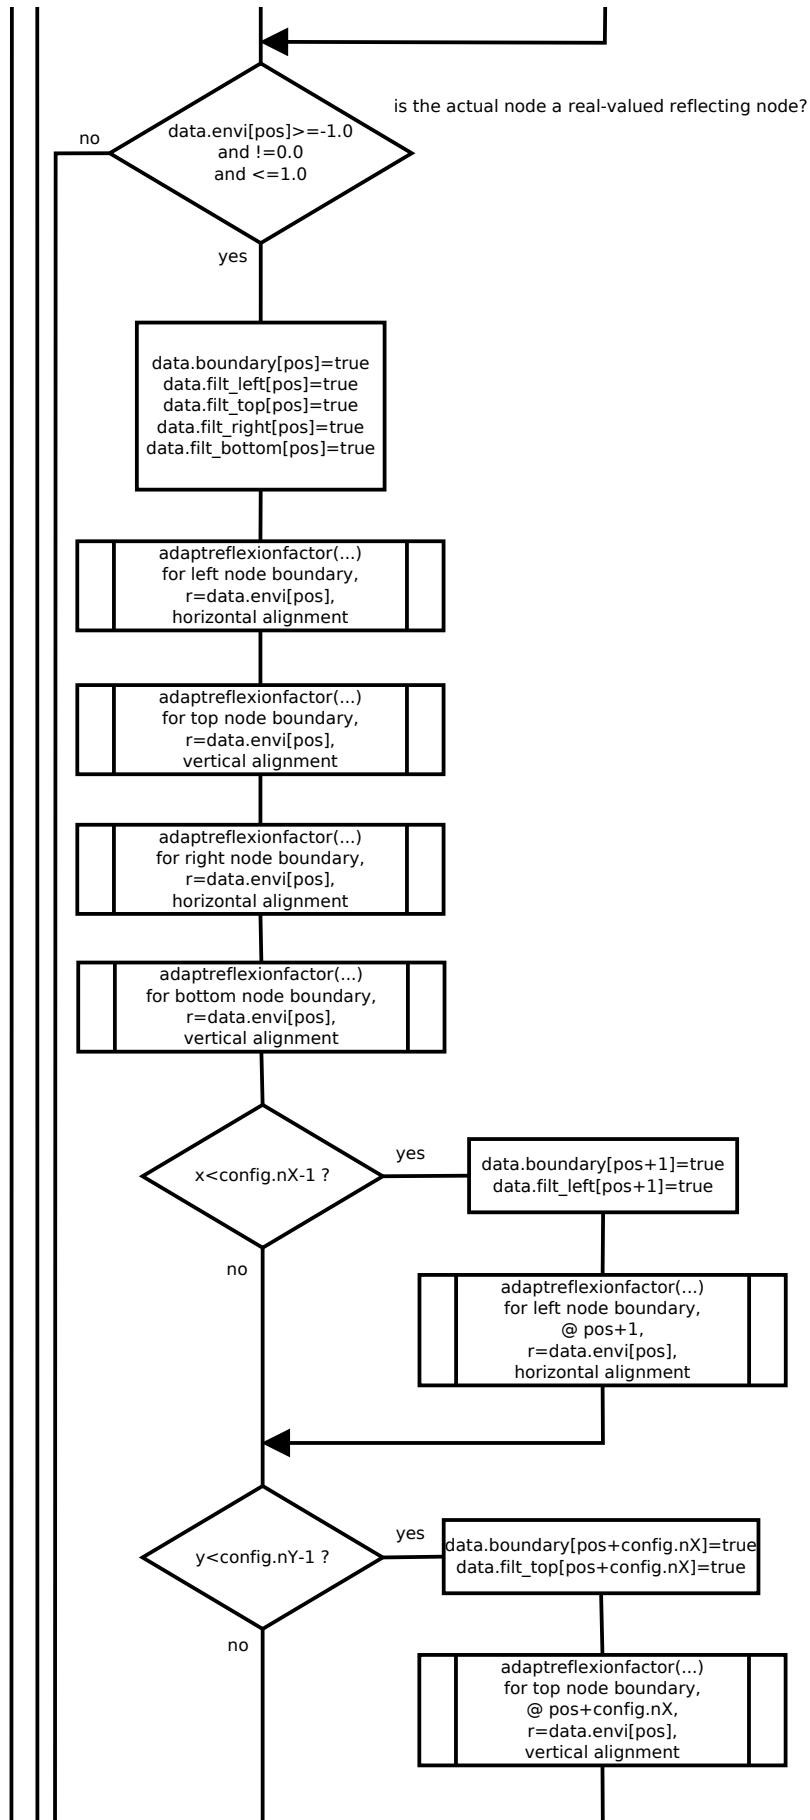 is the actual node a real-valued reflecting node?
data.envi[pos]>=-1.0
and !=0.0
and <=1.0
no
yes
data.boundary[pos]=true
data.filt_left[pos]=true
data.filt_top[pos]=true
data.filt_right[pos]=true
data.filt_bottom[pos]=true
adaptreflexionfactor(...)
for left node boundary,
r=data.envi[pos],
horizontal alignment
adaptreflexionfactor(...)
for top node boundary,
r=data.envi[pos],
vertical alignment
adaptreflexionfactor(...)
for right node boundary,
r=data.envi[pos],
horizontal alignment
adaptreflexionfactor(...)
for bottom node boundary,
r=data.envi[pos],
vertical alignment
x<config.nX-1 ?
yes
data.boundary[pos+1]=true
data.filt_left[pos+1]=true
no
adaptreflexionfactor(...)
for left node boundary,
@ pos+1,
r=data.envi[pos],
horizontal alignment
y<config.nY-1 ?
yes
data.boundary[pos+config.nX]=true
data.filt_top[pos+config.nX]=true
no
adaptreflexionfactor(...)
for top node boundary,
@ pos+config.nX,
r=data.envi[pos],
vertical alignment